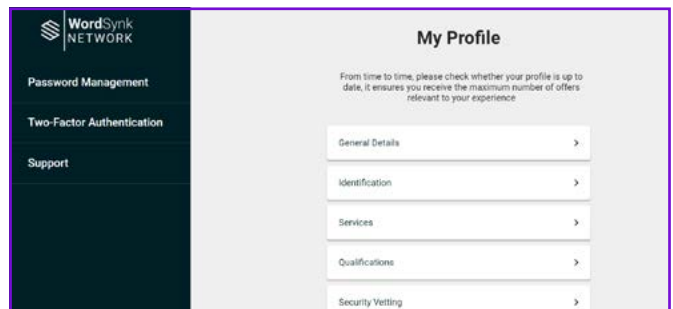 WordSynk
NETWORK
Password Management
Two-Factor Authentication
Support
My Profile
From time to time, please check whether your profile is up to
date, it ensures you receive the maximum number of offers
relevant to your experience
General Details
Identification
Services
Qualifications
Security Vetting